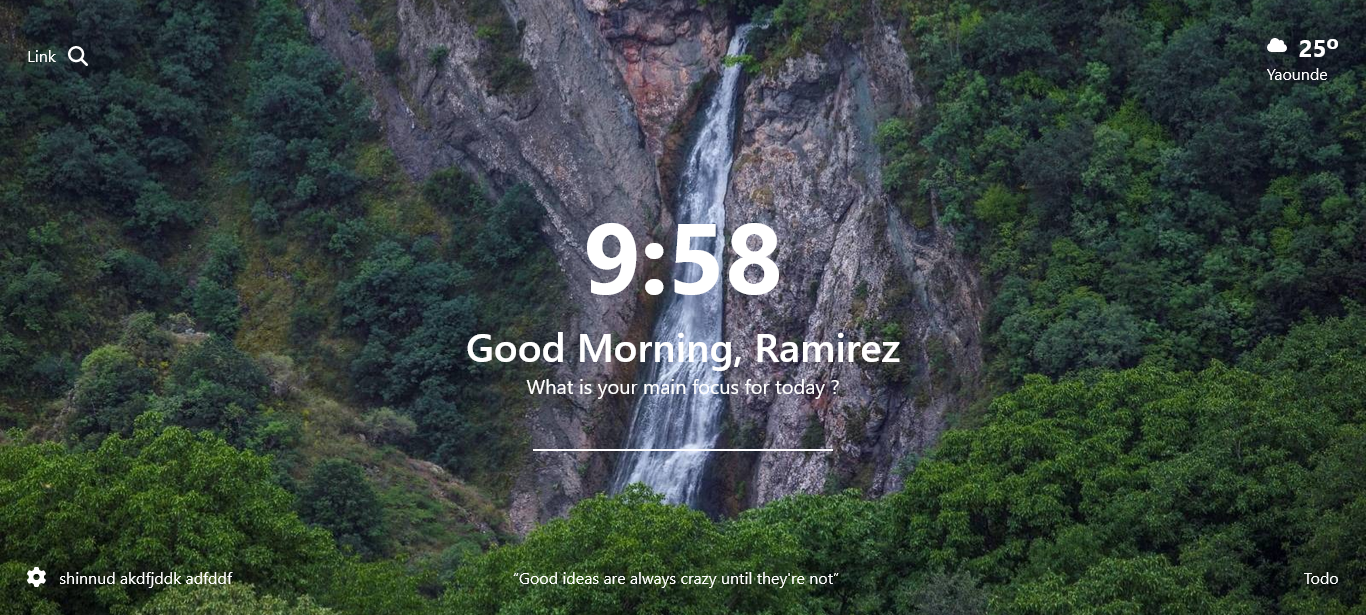 Link
25º
Yaounde
9:58
Good Morning, Ramirez
What is your main focus for today ?
shinnud akdfjddk adfddf
“Good ideas are always crazy until they're not“
Todo